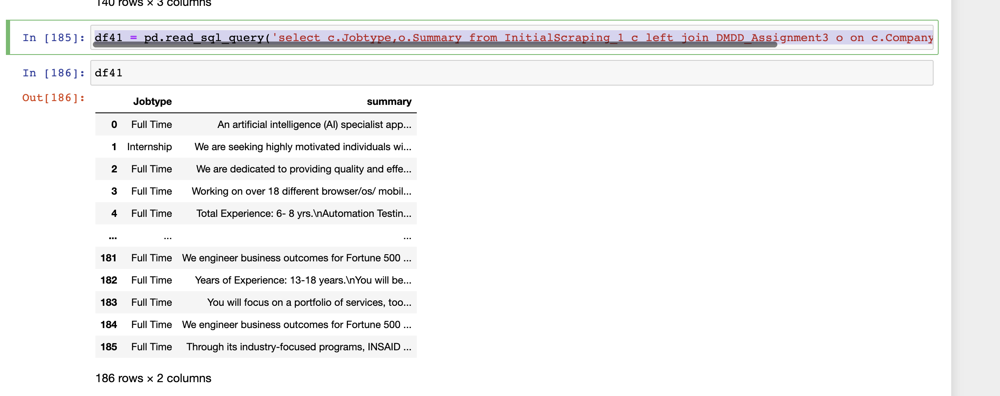 140 rows × 3 columns
In [185]: df41 = pd.read_sql_query('select c.Jobtype,o.Summary from InitialScraping_1 c left join DMDD_Assignment3 o on c.Company
In [186]: df41
Out[186]:
Jobtype summary
0 Full Time An artificial intelligence (AI) specialist app...
1 Internship We are seeking highly motivated individuals wi...
2 Full Time We are dedicated to providing quality and effe...
3 Full Time Working on over 18 different browser/os/ mobil...
4 Full Time Total Experience: 6- 8 yrs.\nAutomation Testin...
... ... ...
181 Full Time We engineer business outcomes for Fortune 500 ...
182 Full Time Years of Experience: 13-18 years.\nYou will be...
183 Full Time You will focus on a portfolio of services, too...
184 Full Time We engineer business outcomes for Fortune 500 ...
185 Full Time Through its industry-focused programs, INSAID ...
186 rows × 2 columns